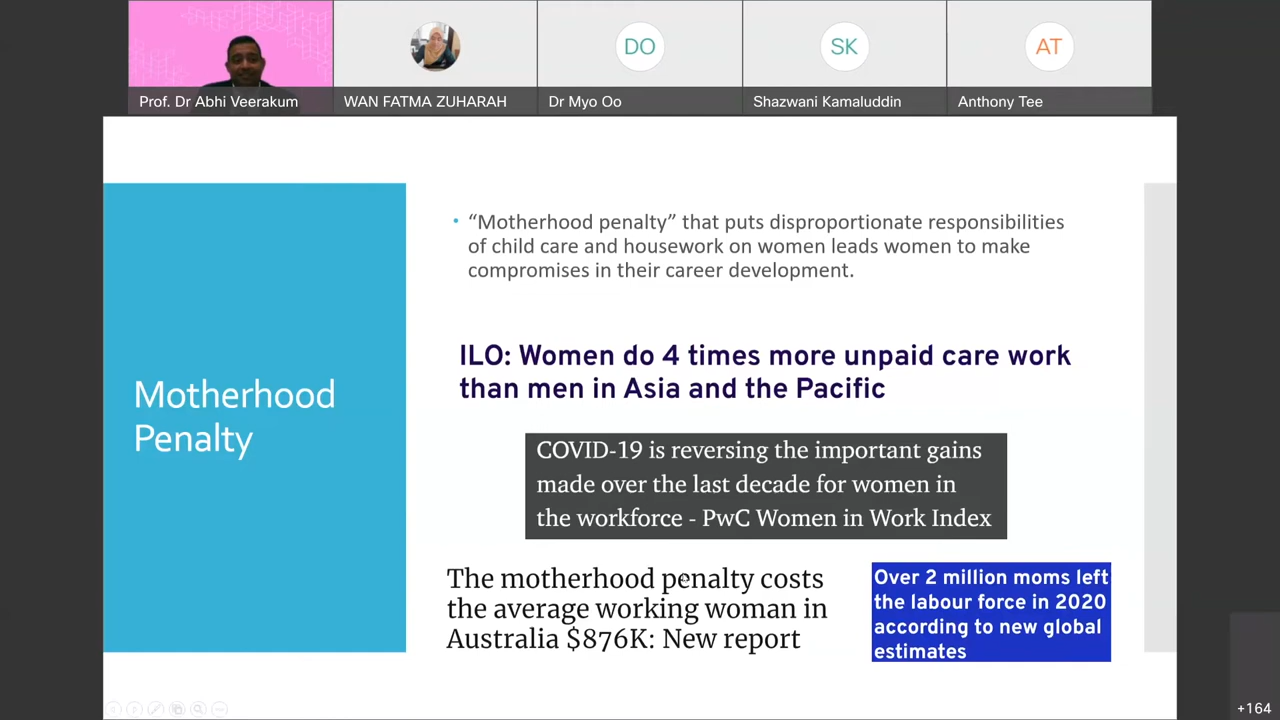 DO
SK
AT
Prof. Dr Abhi Veerakum
WAN FATMA ZUHARAH
Dr Myo Oo
Shazwani Kamaluddin
Anthony Tee
Motherhood
Penalty
• “Motherhood penalty” that puts disproportionate responsibilities
of child care and housework on women leads women to make
compromises in their career development.
ILO: Women do 4 times more unpaid care work
than men in Asia and the Pacific
COVID-19 is reversing the important gains
made over the last decade for women in
the workforce - PwC Women in Work Index
The motherhood penalty costs
the average working woman in
Australia $876K: New report
Over 2 million moms left
the labour force in 2020
according to new global
estimates
+164